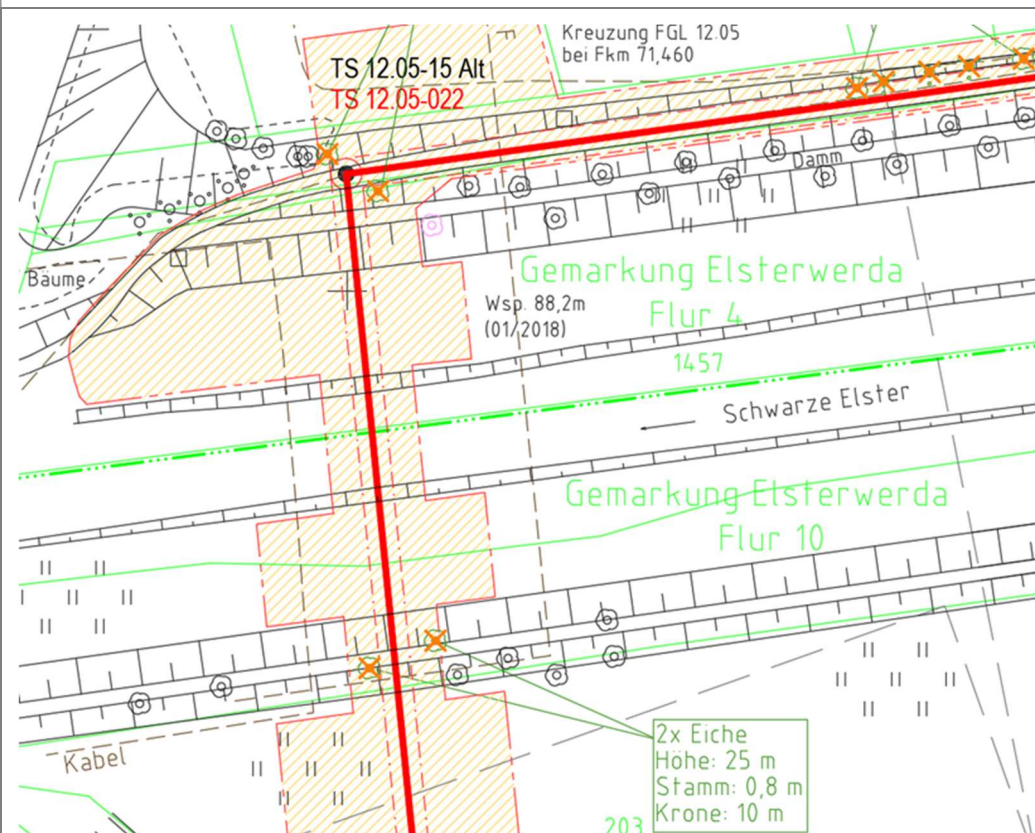 Kreuzung FGL 12.05
bei Fkm 71,460
TS 12.05-15 Alt
TS 12.05-022
Damm
Bäume
Gemarkung Elsterwerda
Flur 4
Wsp. 88,2m
(01/2018)
1457
Schwarze Elster
Gemarkung Elsterwerda
Flur 10
Kabel
2x Eiche
Höhe: 25 m
Stamm: 0,8 m
Krone: 10 m
203